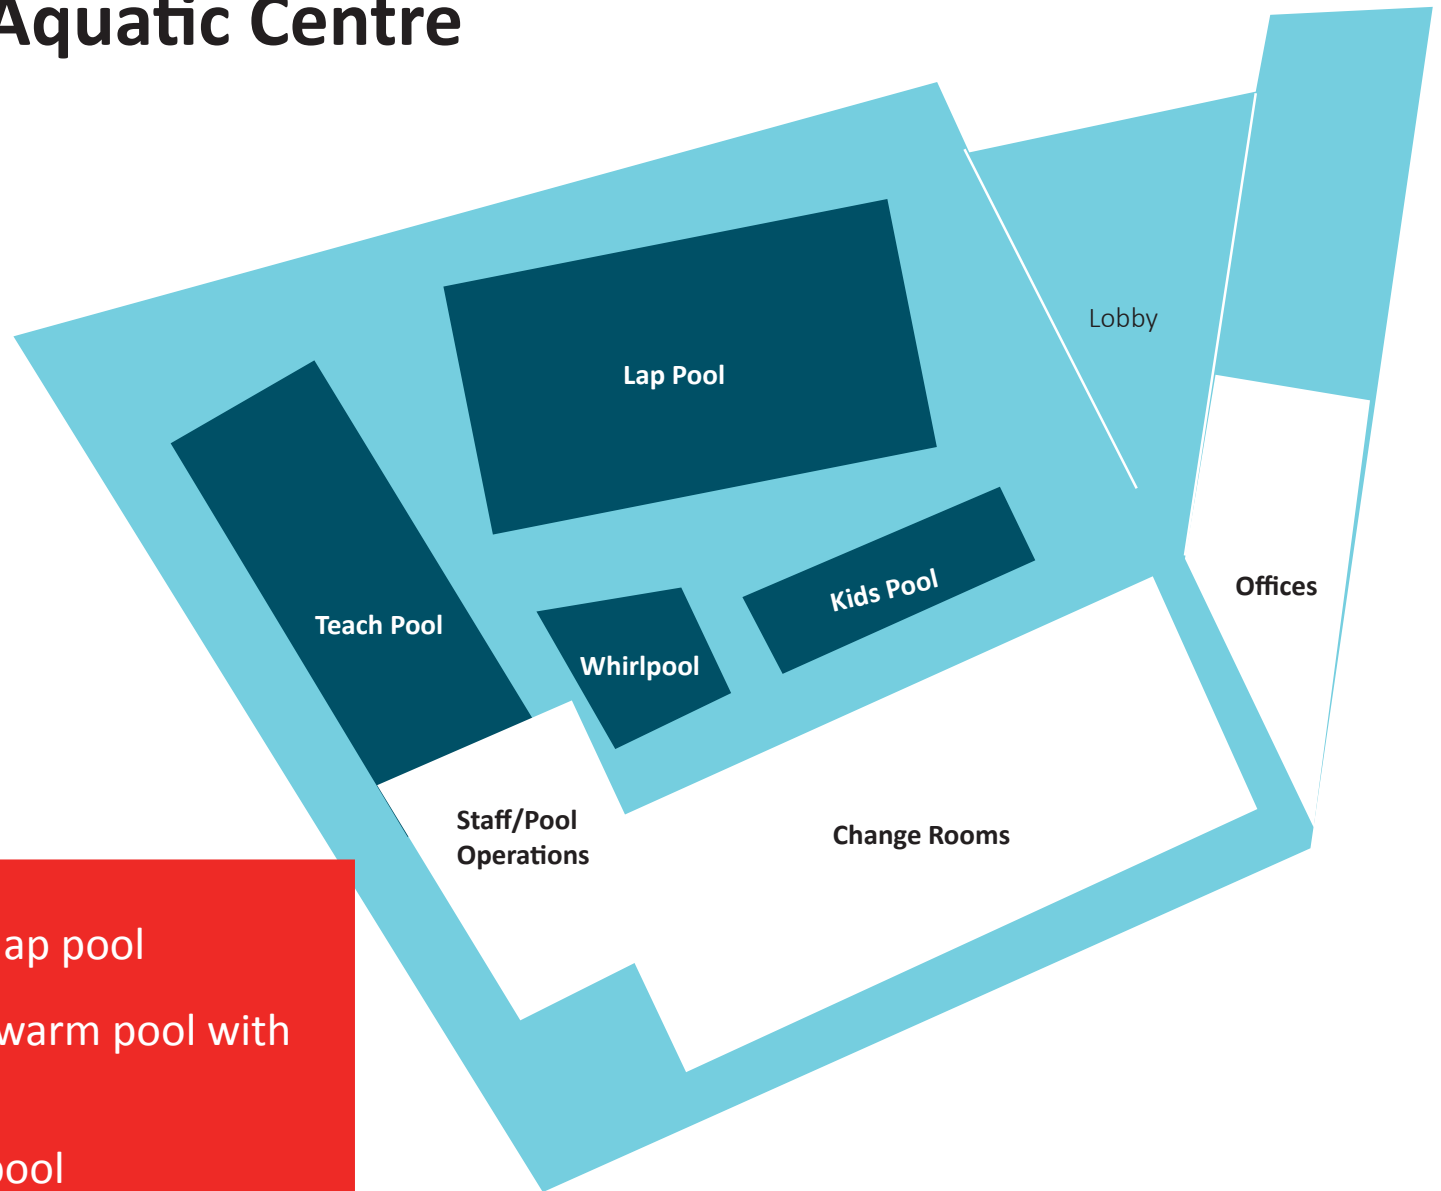 Aquatic Centre
Lobby
Lap Pool
Kids Pool
Offices
Teach Pool
Whirlpool
Staff/Pool
Operations
Change Rooms
ap pool
warm pool with
pool